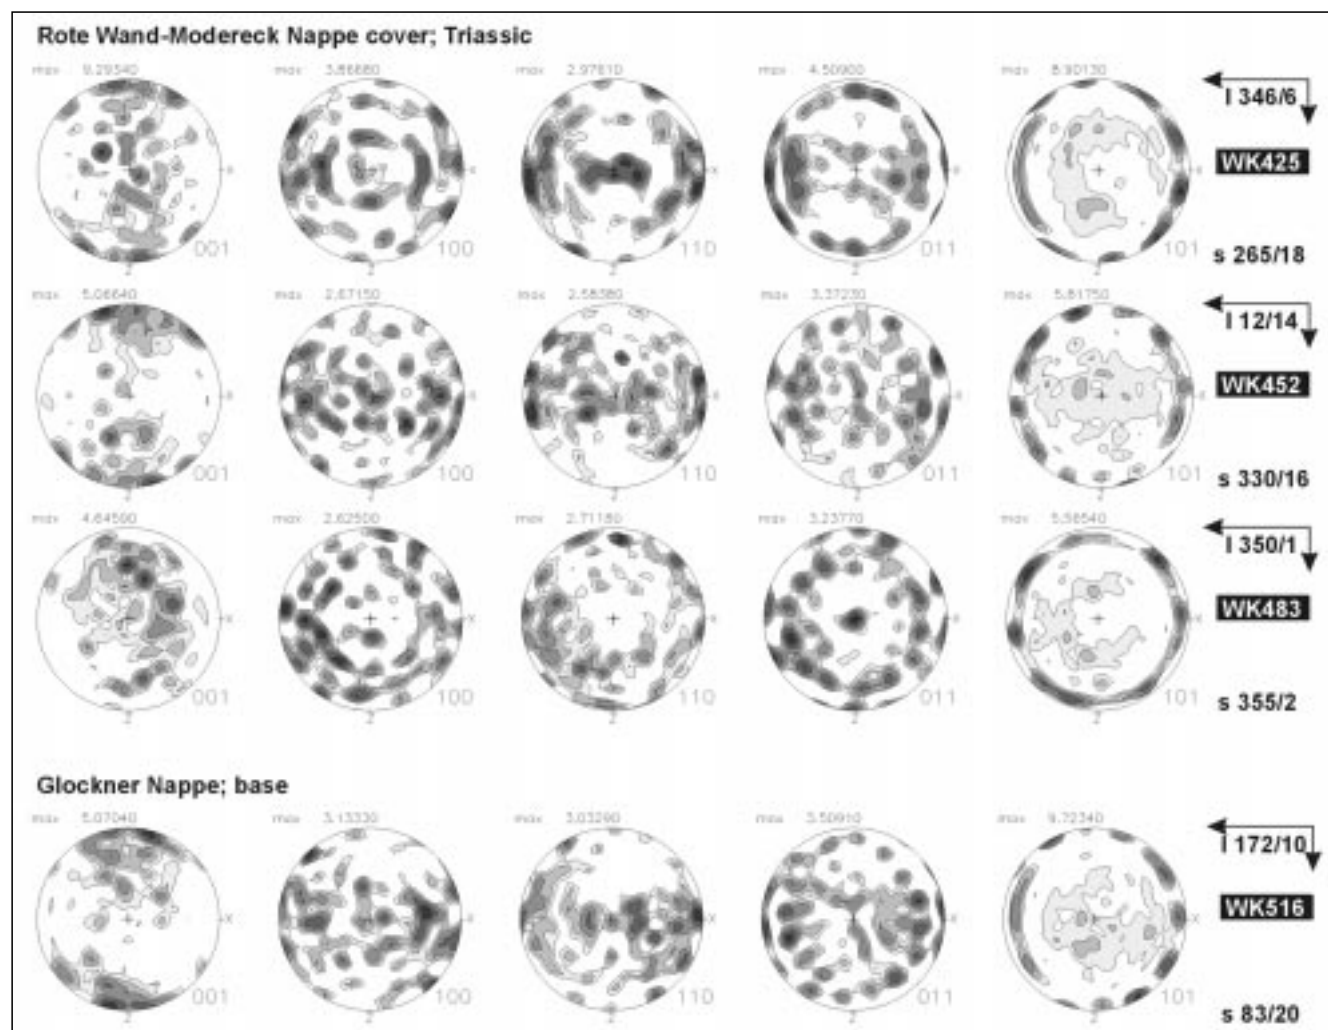 Rote Wand-Modereck Nappe cover; Triassic
max 9.29340 max 3.86680 max 2.97610 max 4.50900 max 8.90130
l 346/6
x x x x x
WK425
001 100 110 011 101
s 265/18
z z z z z
max 5.06640 max 2.67150 max 2.58380 max 3.37230 max 5.81750
l 12/14
x x x x x
WK452
001 100 110 011 101
s 330/16
z z z z z
max 4.64590 max 2.62500 max 2.71180 max 3.23770 max 5.56540
l 350/1
x x x x x
WK483
001 100 110 011 101
s 355/2
z z z z z
Glockner Nappe; base
max 5.07040 max 3.13330 max 3.03290 max 3.50910 max 9.72340
l 172/10
x x x x x
WK516
001 100 110 011 101
s 83/20
z z z z z